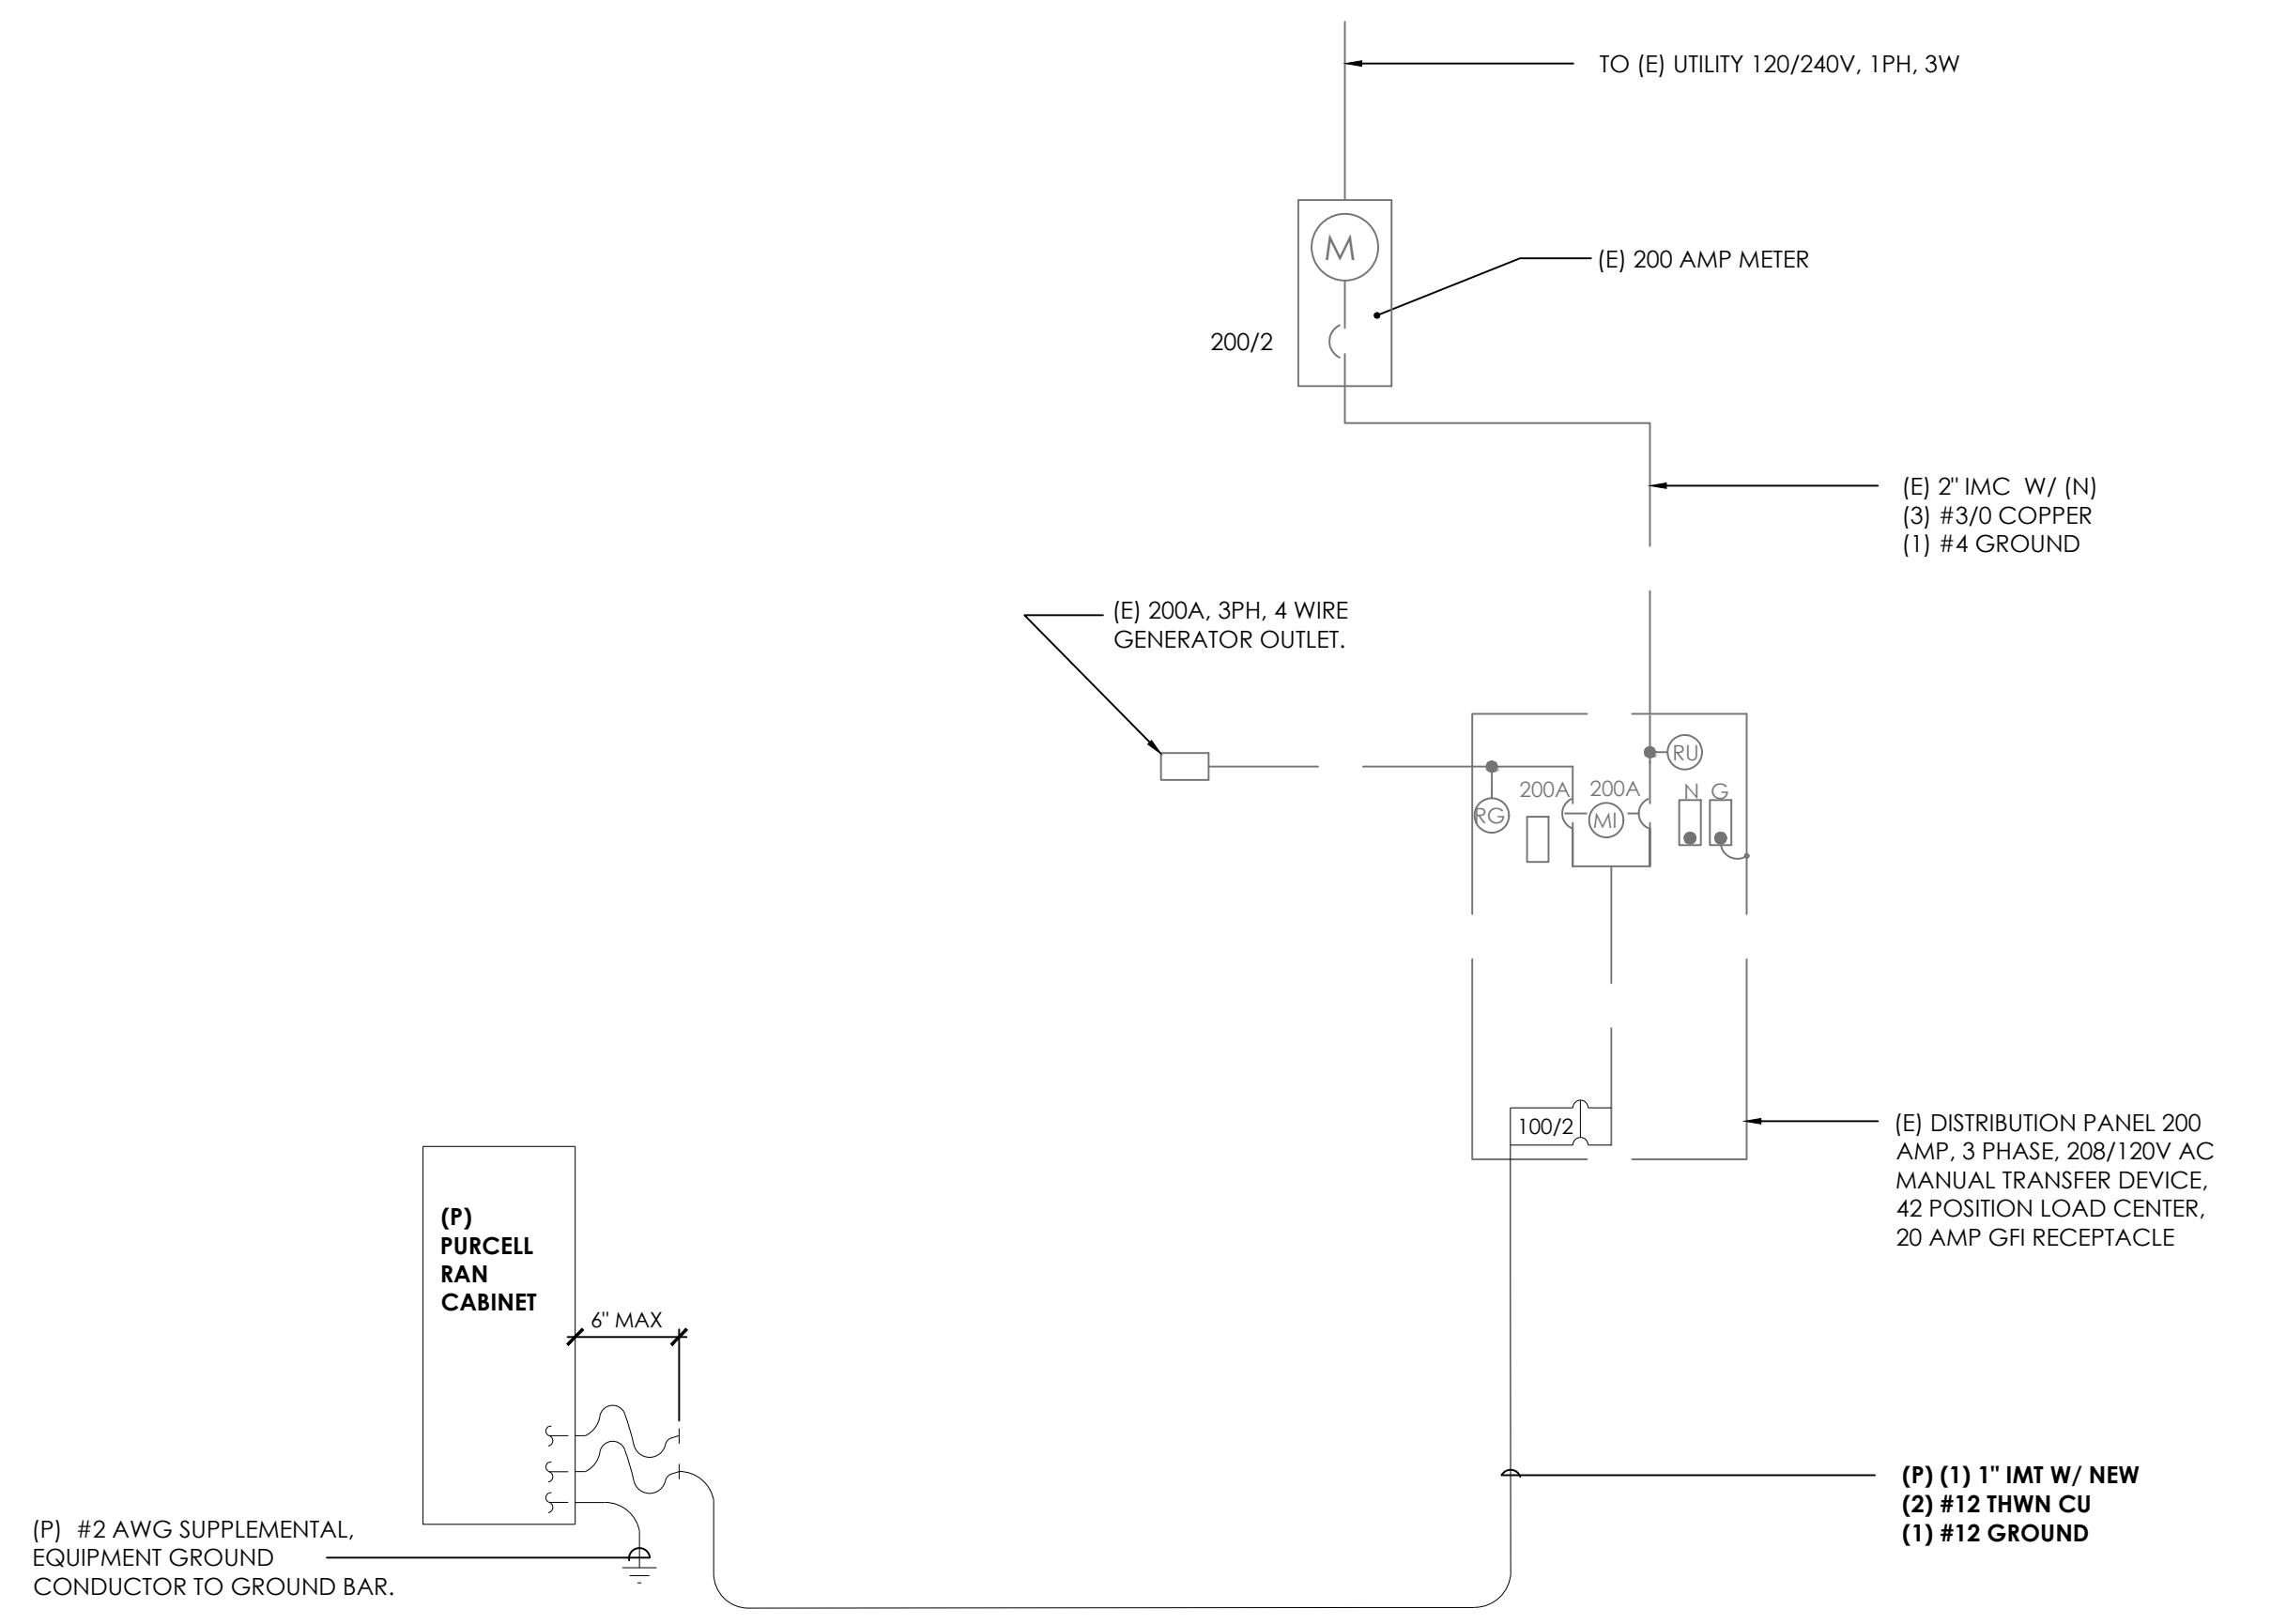 TO (E) UTILITY 120/240V, 1PH, 3W
M
(E) 200 AMP METER
200/2
(E) 2" IMC W/ (N)
(3) #3/0 COPPER
(1) #4 GROUND
(E) 200A, 3PH, 4 WIRE
GENERATOR OUTLET.
RU
200A
200A
N G
RG
MI
100/2
(E) DISTRIBUTION PANEL 200
AMP, 3 PHASE, 208/120V AC
MANUAL TRANSFER DEVICE,
42 POSITION LOAD CENTER,
20 AMP GFI RECEPTACLE
(P)
PURCELL
RAN
CABINET
6" MAX
(P) (1) 1" IMT W/ NEW
(2) #12 THWN CU
(1) #12 GROUND
(P) #2 AWG SUPPLEMENTAL,
EQUIPMENT GROUND
CONDUCTOR TO GROUND BAR.